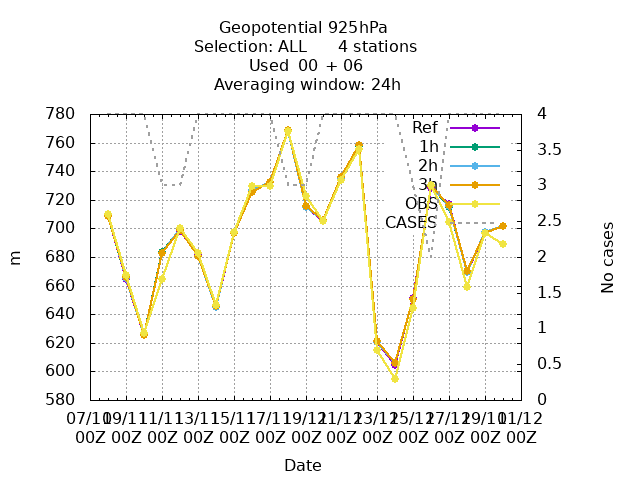 Geopotential 925hPa
Selection: ALL 4 stations
Used 00 + 06
Averaging window: 24h
780
760
740
720
700
680
660
640
620
600
580
4
3.5
3
2.5
2
1.5
1
0.5
0
Ref
1h
2h
3h
OBS
CASES
m
No cases
07/11 09/11 11/11 13/11 15/11 17/11 19/11 21/11 23/11 25/11 27/11 29/11 01/12
00Z 00Z 00Z 00Z 00Z 00Z 00Z 00Z 00Z 00Z 00Z 00Z 00Z
Date